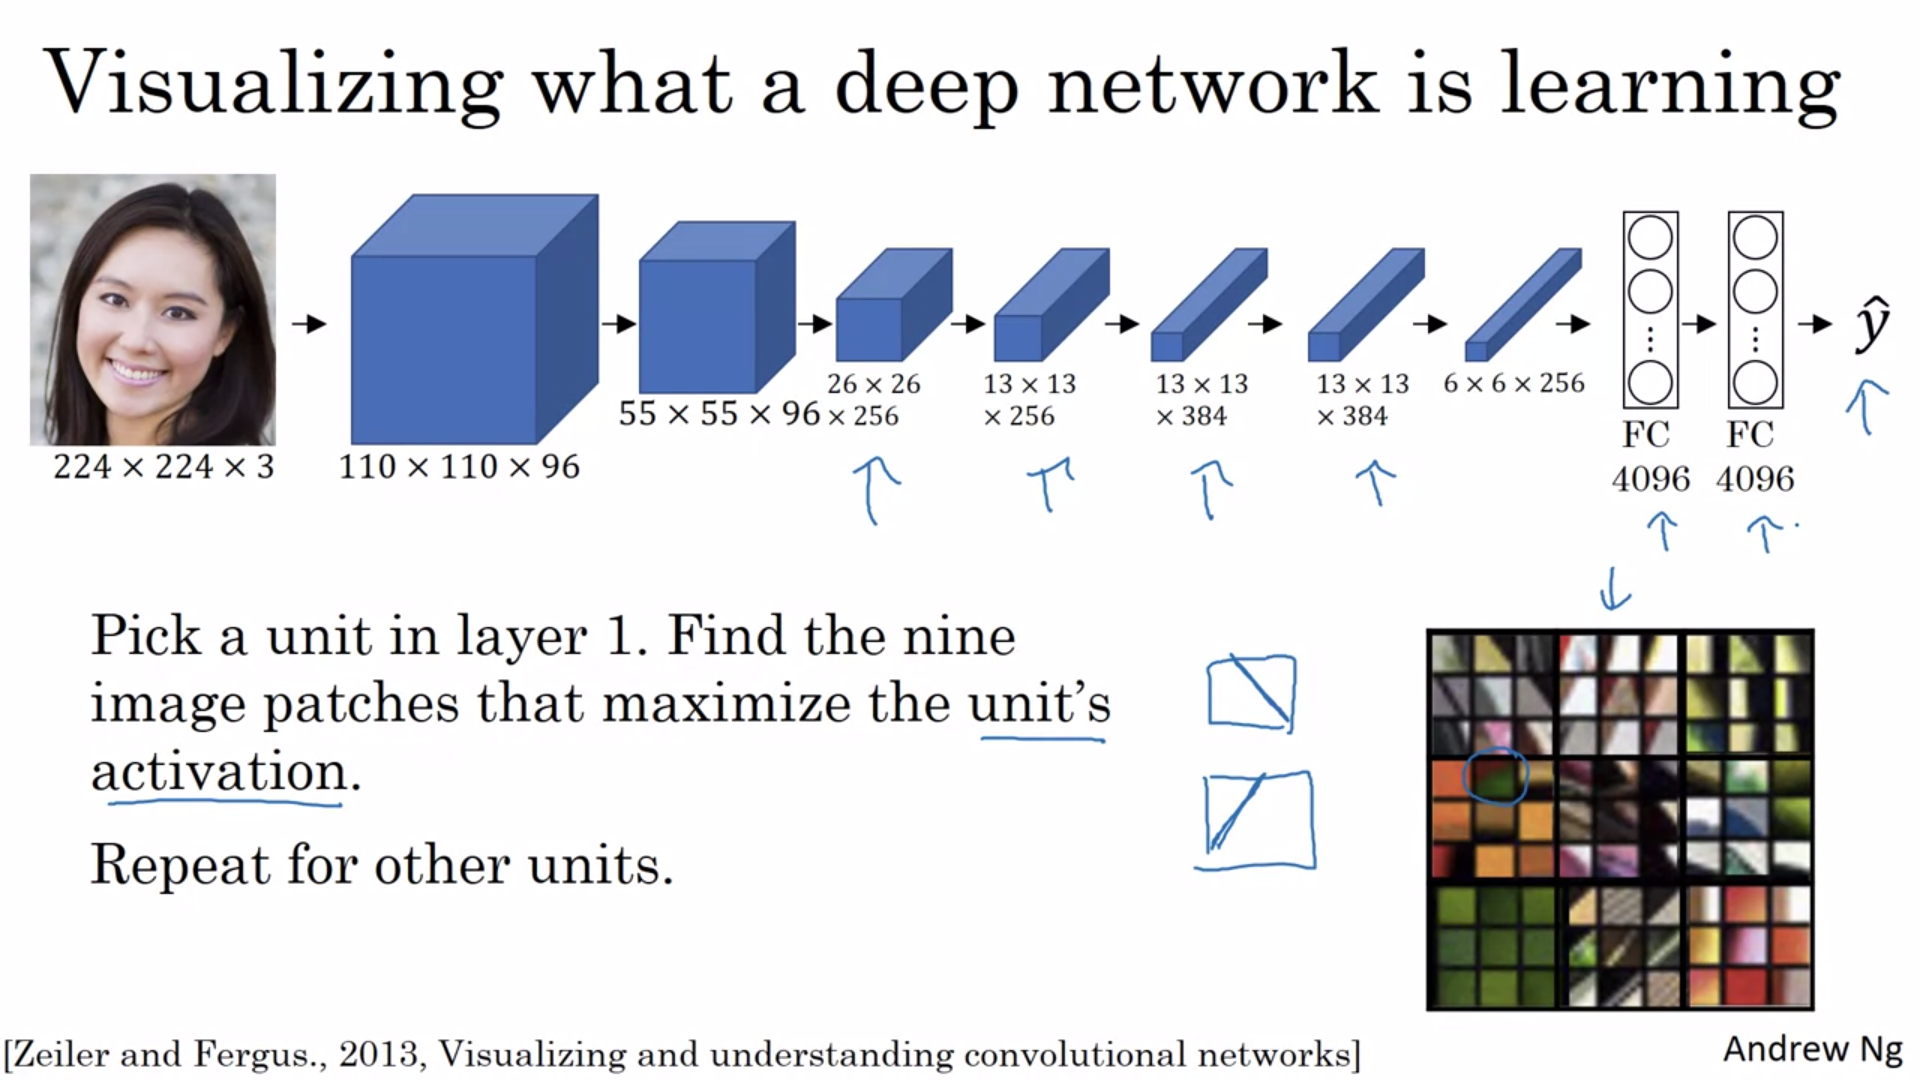 Visualizing what a deep network is learning
224 × 224 × 3
110 × 110 × 96
55 × 55 × 96
26 × 26
× 256
13 × 13
× 256
13 × 13
× 384
13 × 13
× 384
6 × 6 × 256
FC
4096
FC
4096
ŷ
Pick a unit in layer 1. Find the nine
image patches that maximize the unit's
activation.
Repeat for other units.
[Zeiler and Fergus., 2013, Visualizing and understanding convolutional networks]
Andrew Ng